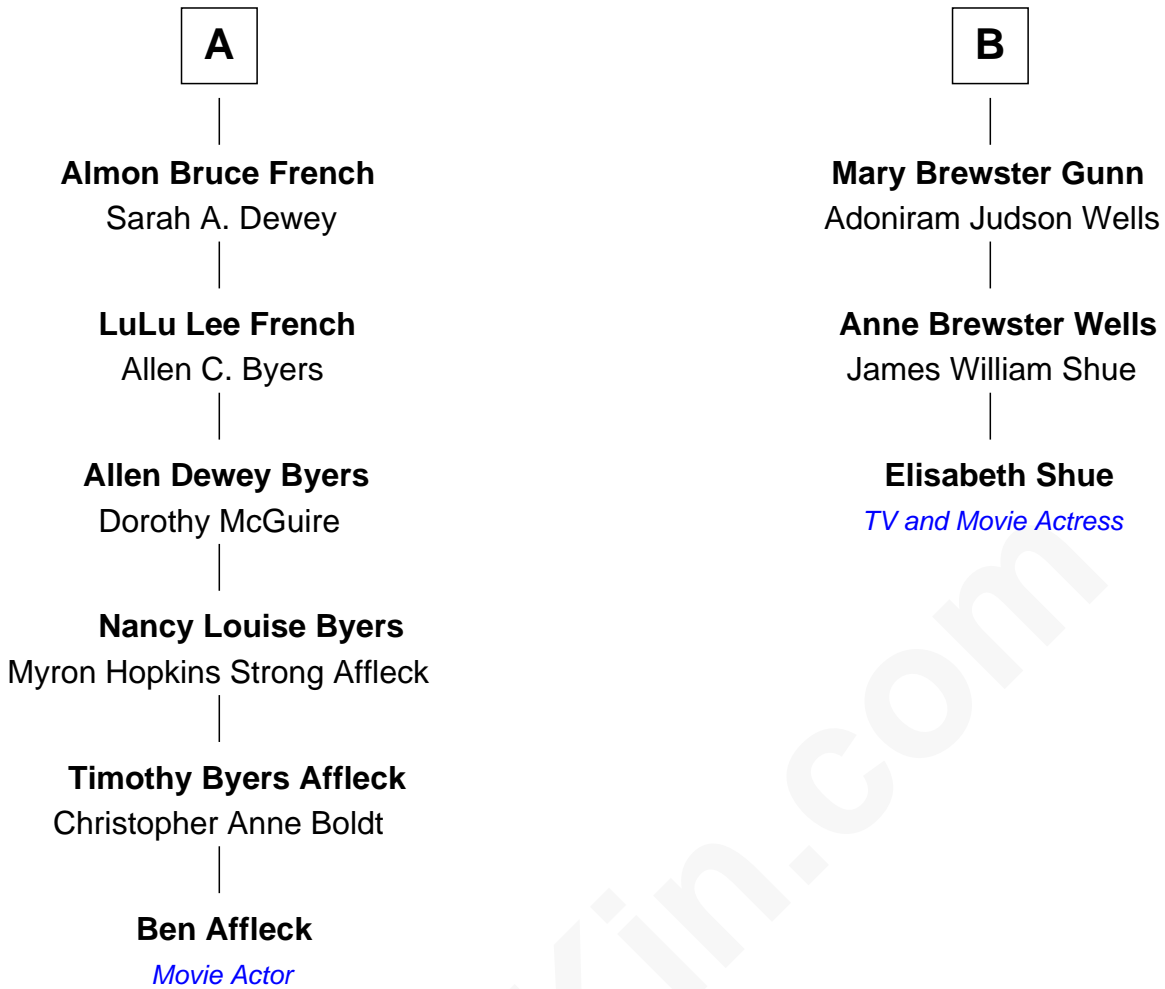 A
Almon Bruce French
Sarah A. Dewey
LuLu Lee French
Allen C. Byers
Allen Dewey Byers
Dorothy McGuire
Nancy Louise Byers
Myron Hopkins Strong Affleck
Timothy Byers Affleck
Christopher Anne Boldt
Ben Affleck
Movie Actor
B
Mary Brewster Gunn
Adoniram Judson Wells
Anne Brewster Wells
James William Shue
Elisabeth Shue
TV and Movie Actress
Kin.com